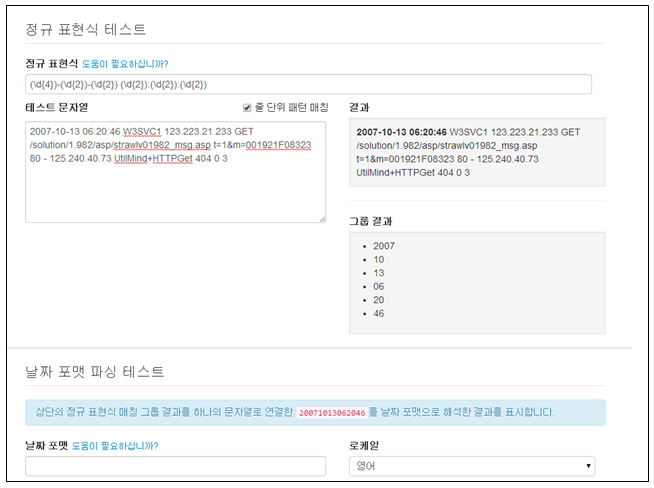 정규 표현식 테스트
정규 표현식 도움이 필요하십니까?
(\d{4})-(\d{2})-(\d{2}) (\d{2}):(\d{2}):(\d{2})
테스트 문자열
줄 단위 패턴 매칭
2007-10-13 06:20:46 W3SVC1 123.223.21.233 GET
/solution/1.982/asp/strawlv01982_msg.asp t=1&m=001921F08323
80 - 125.240.40.73 UtilMind+HTTPGet 404 0 3
결과
2007-10-13 06:20:46 W3SVC1 123.223.21.233 GET
/solution/1.982/asp/strawlv01982_msg.asp
t=1&m=001921F08323 80 - 125.240.40.73
UtilMind+HTTPGet 404 0 3
그룹 결과
• 2007
• 10
• 13
• 06
• 20
• 46
날짜 포맷 파싱 테스트
상단의 정규 표현식 매칭 그룹 결과를 하나의 문자열로 연결한 20071013062046 를 날짜 포맷으로 해석한 결과를 표시합니다.
날짜 포맷 도움이 필요하십니까?
로케일
영어